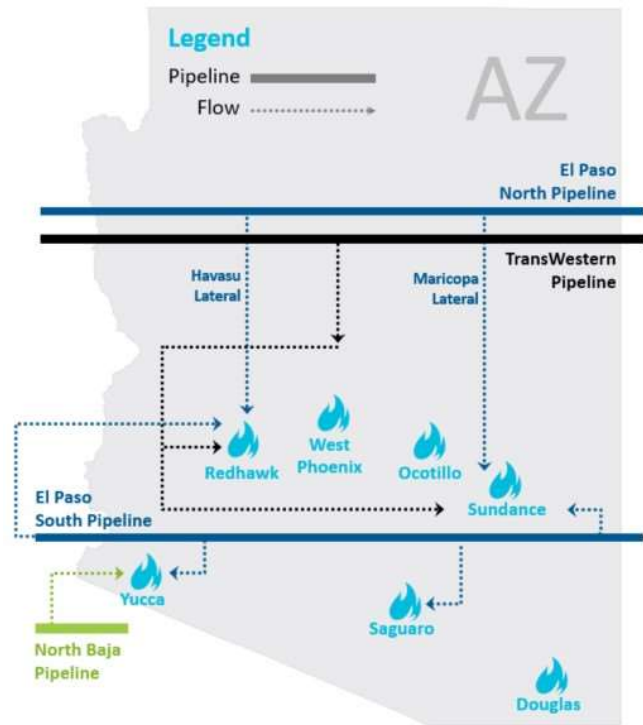 Legend
Pipeline
Flow
AZ
El Paso
North Pipeline
TransWestern
Pipeline
Havasu
Lateral
Maricopa
Lateral
Redhawk
West
Phoenix
Ocotillo
Sundance
El Paso
South Pipeline
Yucca
Saguaro
North Baja
Pipeline
Douglas